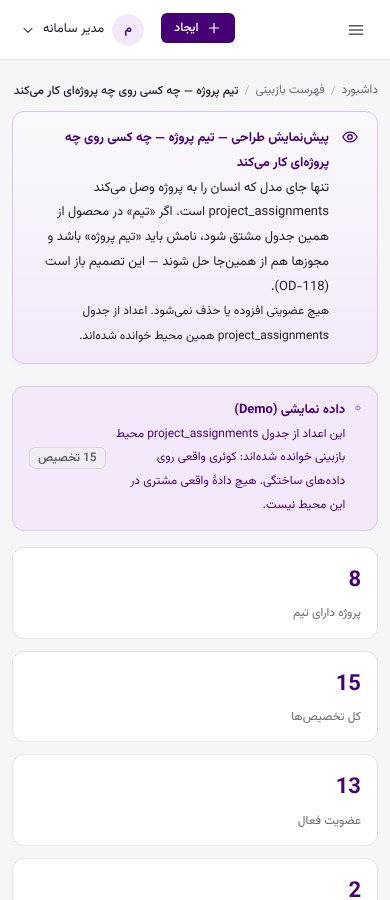 ایجاد
م
مدیر سامانه
داشبورد / فهرست بازبینی / تیم پروژه — چه کسی روی چه پروژه‌ای کار می‌کند
پیش‌نمایش طراحی — تیم پروژه — چه کسی روی چه
پروژه‌ای کار می‌کند
تنها جای مدل که انسان را به پروژه وصل می‌کند
project_assignments است. اگر «تیم» در محصول از
همین جدول مشتق شود، نامش باید «تیم پروژه» باشد و
مجوزها هم از همین‌جا حل شوند — این تصمیم باز است
(OD-118).
هیچ عضویتی افزوده یا حذف نمی‌شود. اعداد از جدول
project_assignments همین محیط خوانده شده‌اند.
داده نمایشی (Demo)
این اعداد از جدول project_assignments محیط
بازبینی خوانده شده‌اند: کوئری واقعی روی
داده‌های ساختگی. هیچ دادهٔ واقعی مشتری در
این محیط نیست.
15 تخصیص
8
پروژه دارای تیم
15
کل تخصیص‌ها
13
عضویت فعال
2